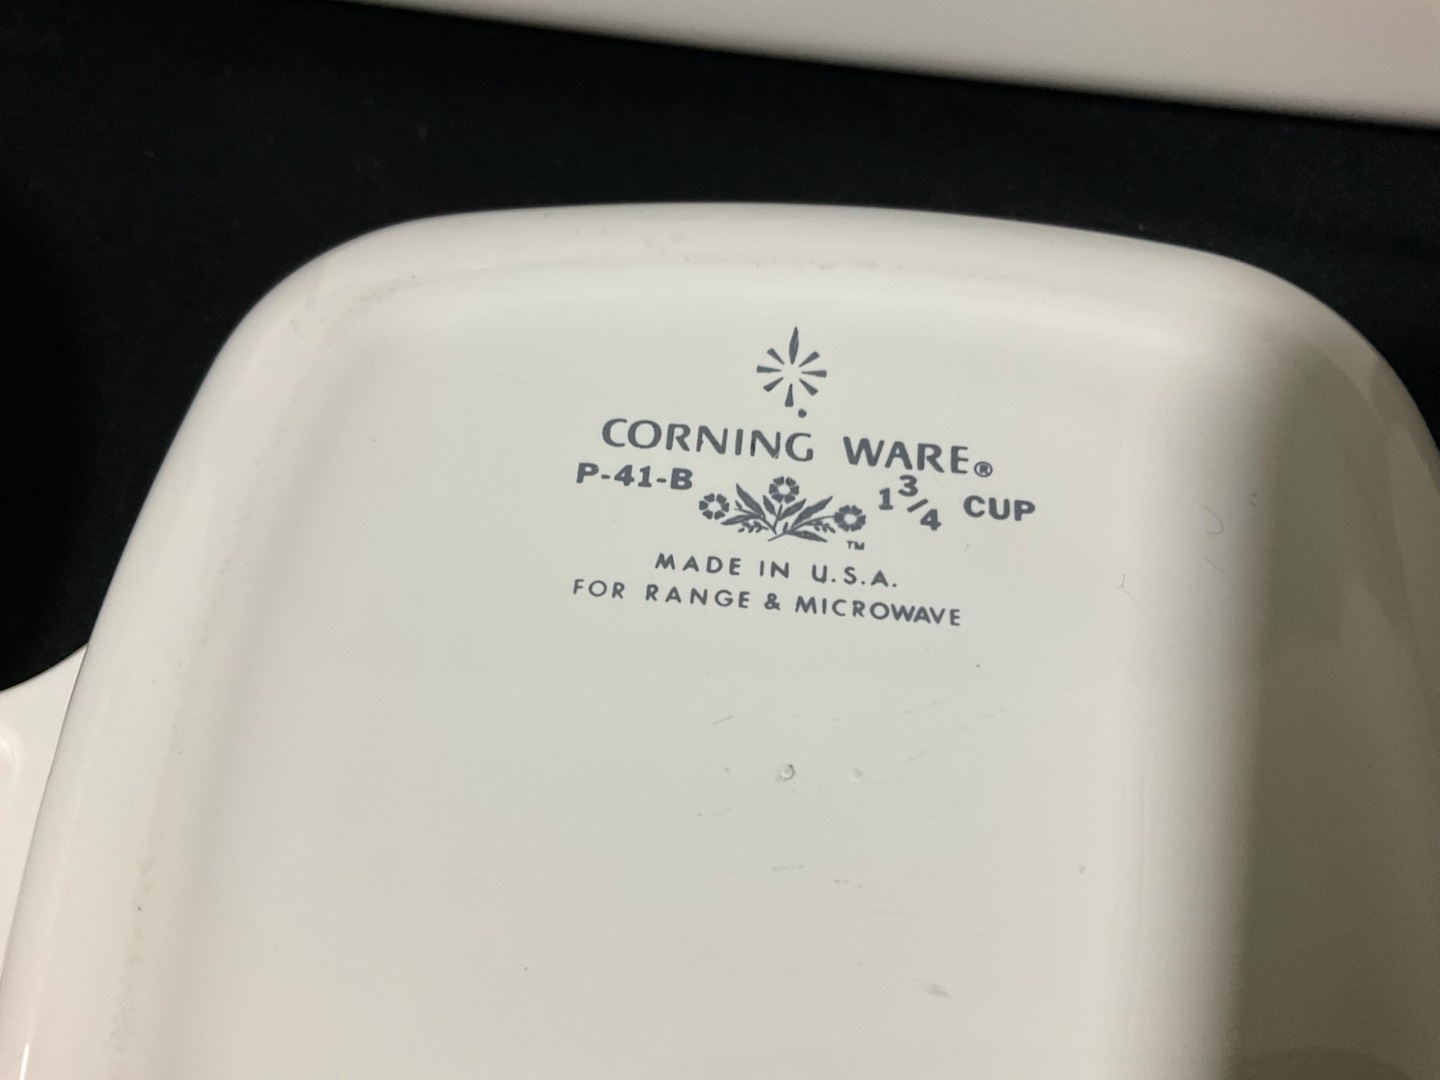 CORNING WARE®
P-41-B 1 3/4 CUP
TM
MADE IN U.S.A.
FOR RANGE & MICROWAVE